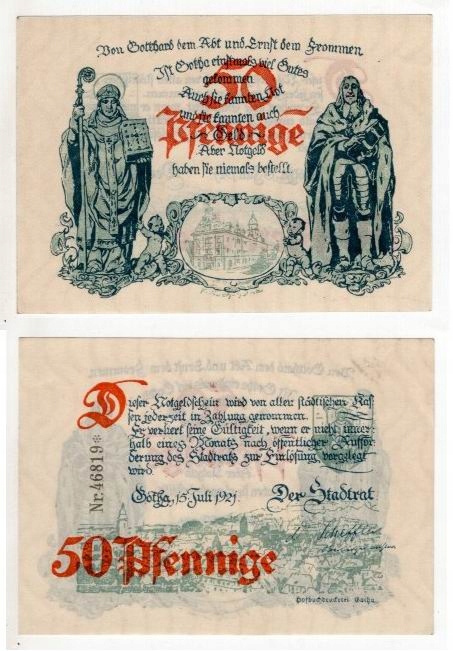 Von Gotthard dem Abt und Ernst dem Frommen
Ist Gotha einstmals viel Gutes
gekommen.
Auch sie kannten Not
und sie kannten auch
Geld
Aber Notgeld
haben sie niemals bestellt.
50
Pfennige
Dieser Notgeldschein wird von allen städtischen Kas
sen jederzeit in Zahlung genommen.
Er verliert seine Gültigkeit, wenn er nicht inner-
halb eines Monats nach öffentlicher Auffor-
derung des Stadtrats zur Einlösung vorgelegt
wird.
Gotha, 15. Juli 1921. Der Stadtrat
Nr. 46819 *
50 Pfennige
Hofbuchdruckerei Gotha